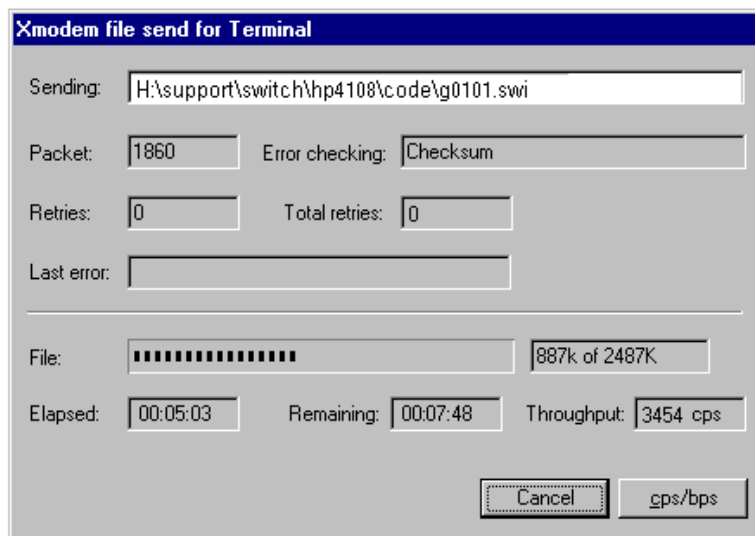 Xmodem file send for Terminal
Sending: H:\support\switch\hp4108\code\g0101.swi
Packet: 1860 Error checking: Checksum
Retries: 0 Total retries: 0
Last error:
File: 887k of 2487K
Elapsed: 00:05:03 Remaining: 00:07:48 Throughput: 3454 cps
Cancel cps/bps